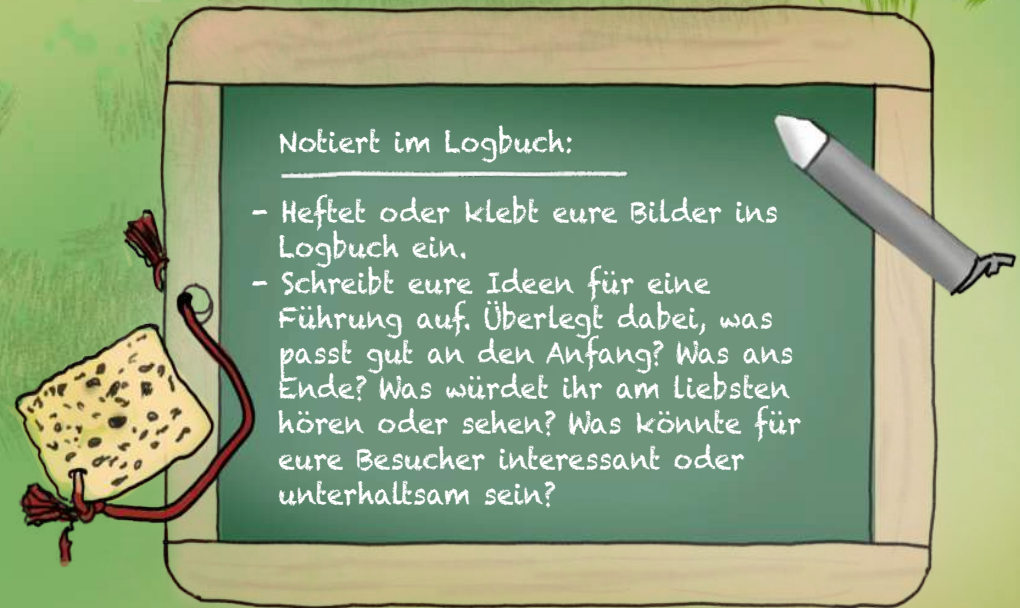 Notiert im Logbuch:
- Heftet oder klebt eure Bilder ins
Logbuch ein.
- Schreibt eure Ideen für eine
Führung auf. Überlegt dabei, was
passt gut an den Anfang? Was ans
Ende? Was würdet ihr am liebsten
hören oder sehen? Was könnte für
eure Besucher interessant oder
unterhaltsam sein?